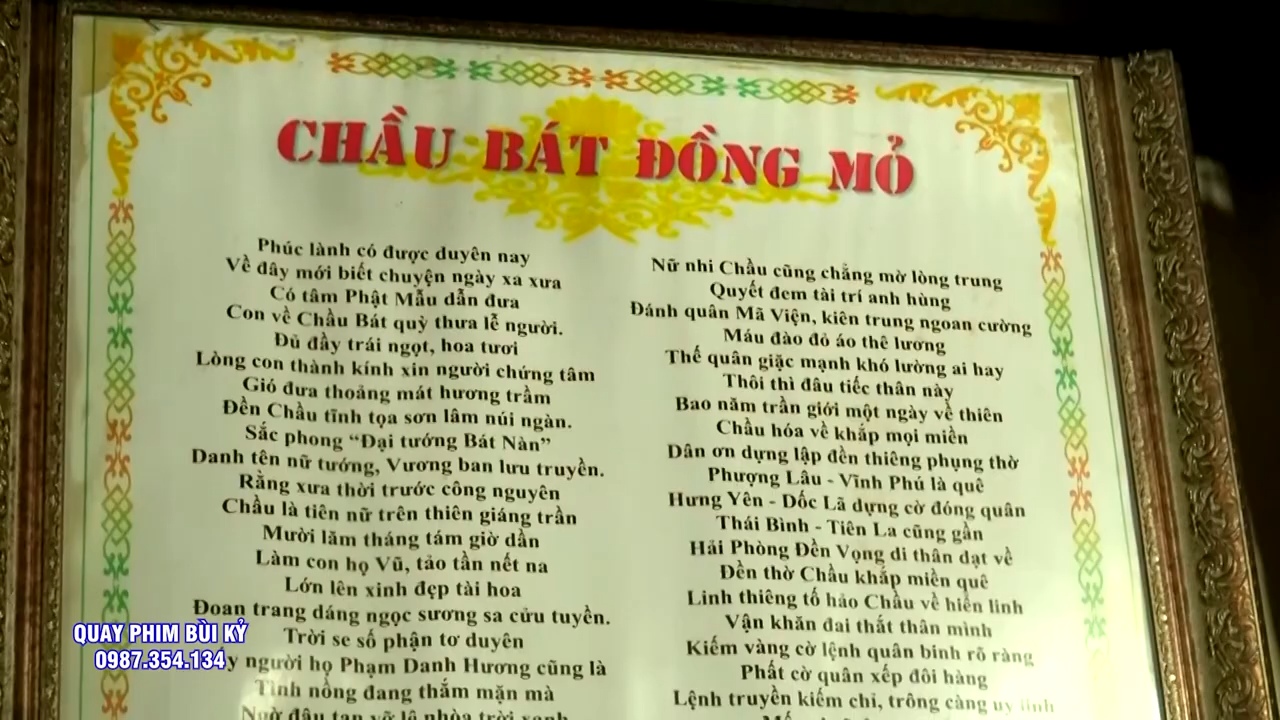 CHẦU BÁT ĐỒNG MỎ
Phúc lành có được duyên nay
Về đây mới biết chuyện ngày xa xưa
Có tâm Phật Mẫu dẫn đưa
Con về Chầu Bát quỳ thưa lễ người.
Đủ đầy trái ngọt, hoa tươi
Lòng con thành kính xin người chứng tâm
Gió đưa thoảng mát hương trầm
Đền Chầu tĩnh tọa sơn lâm núi ngàn.
Sắc phong “Đại tướng Bát Nàn”
Danh tên nữ tướng, Vương ban lưu truyền.
Rằng xưa thời trước công nguyên
Chầu là tiên nữ trên thiên giáng trần
Mười lăm tháng tám giờ dần
Làm con họ Vũ, tảo tần nết na
Lớn lên xinh đẹp tài hoa
Đoan trang dáng ngọc sương sa cửu tuyền.
Trời se số phận tơ duyên
người họ Phạm Danh Hương cũng là
Tình nồng đang thắm mặn mà
Ngờ đâu tan vỡ lệ nhòa trời xanh
Nữ nhi Chầu cũng chẳng mờ lòng trung
Quyết đem tài trí anh hùng
Đánh quân Mã Viện, kiên trung ngoan cường
Máu đào đỏ áo thê lương
Thế quân giặc mạnh khó lường ai hay
Thôi thì đâu tiếc thân này
Bao năm trần giới một ngày về thiên
Chầu hóa về khắp mọi miền
Dân ơn dựng lập đền thiêng phụng thờ
Phượng Lâu - Vĩnh Phú là quê
Hưng Yên - Dốc Lã dựng cờ đóng quân
Thái Bình - Tiên La cũng gần
Hải Phòng Đền Vọng di thân dạt về
Đền thờ Chầu khắp miền quê
Linh thiêng tố hảo Chầu về hiển linh
Vận khăn đai thắt thân mình
Kiếm vàng cờ lệnh quân binh rõ ràng
Phất cờ quân xếp đôi hàng
Lệnh truyền kiếm chỉ, trông càng uy linh
QUAY PHIM BÙI KỶ
0987.354.134